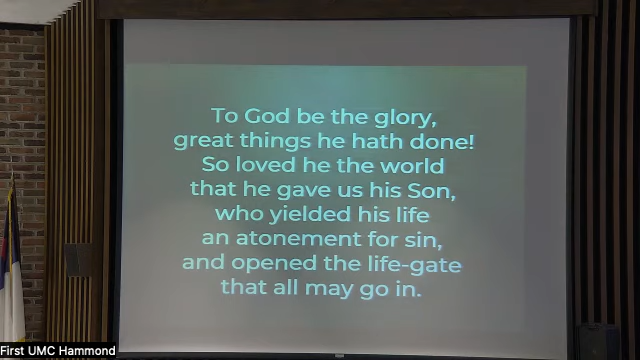 To God be the glory,
great things he hath done!
So loved he the world
that he gave us his Son,
who yielded his life
an atonement for sin,
and opened the life-gate
that all may go in.
First UMC Hammond